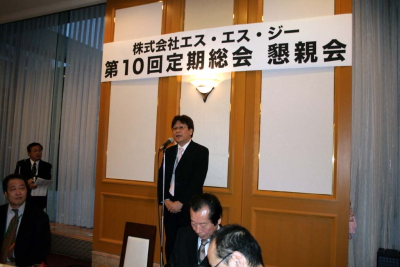 株式会社エス・エス・ジー
第10回定期総会 懇親会